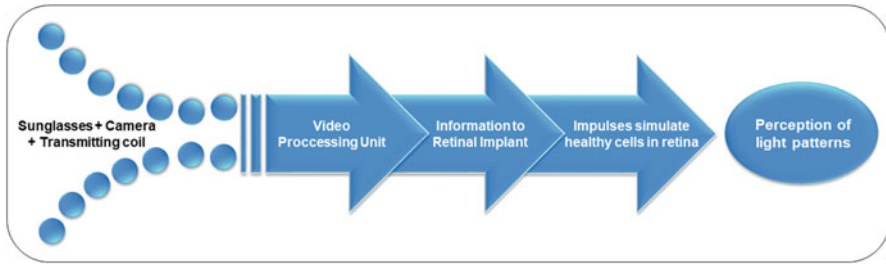 Sunglasses + Camera
+ Transmitting coil
Video
Proccessing Unit
Information to
Retinal Implant
Impulses simulate
healthy cells in retina
Perception of
light patterns